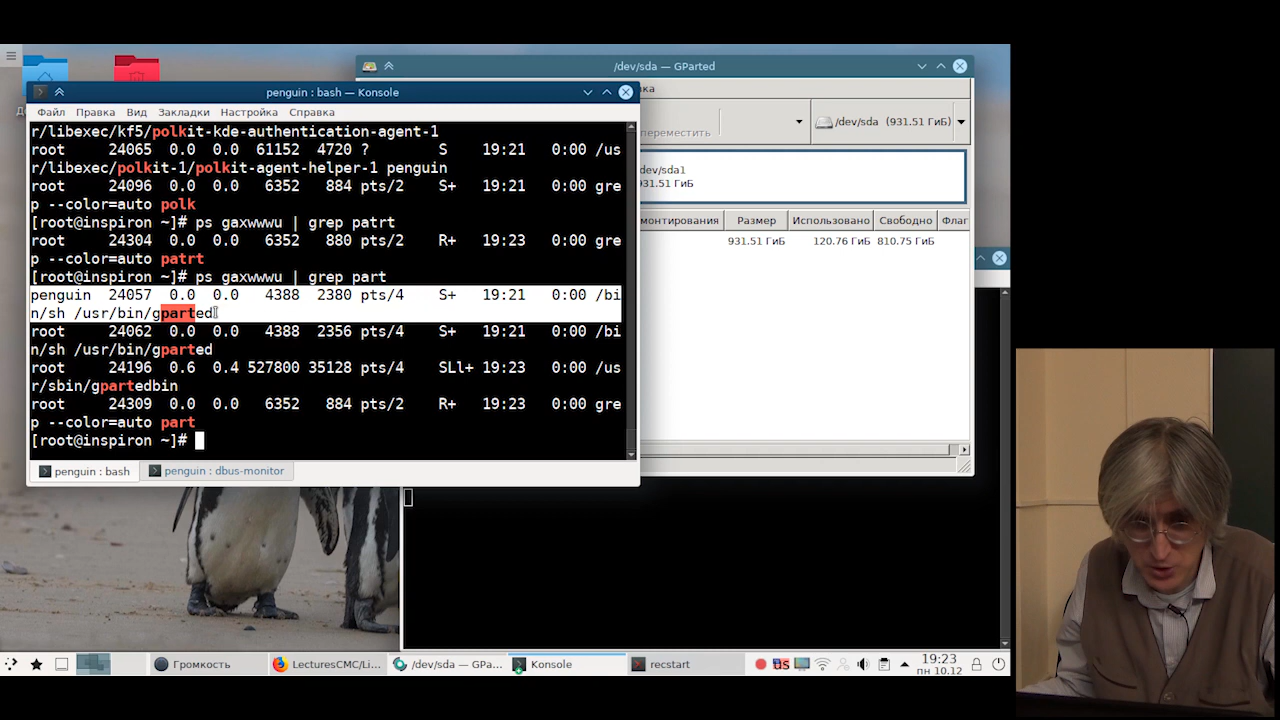 /dev/sda — GParted
penguin : bash — Konsole
Файл Правка Вид Закладки Настройка Справка
r/libexec/kf5/polkit-kde-authentication-agent-1
root 24065 0.0 0.0 61152 4720 ? S 19:21 0:00 /us
r/libexec/polkit-1/polkit-agent-helper-1 penguin
root 24096 0.0 0.0 6352 884 pts/2 S+ 19:21 0:00 gre
p --color=auto polk
[root@inspiron ~]# ps gaxwwwu | grep patrt
root 24304 0.0 0.0 6352 880 pts/2 R+ 19:23 0:00 gre
p --color=auto patrt
[root@inspiron ~]# ps gaxwwwu | grep part
penguin 24057 0.0 0.0 4388 2380 pts/4 S+ 19:21 0:00 /bi
n/sh /usr/bin/gparted
root 24062 0.0 0.0 4388 2356 pts/4 S+ 19:21 0:00 /bi
n/sh /usr/bin/gparted
root 24196 0.6 0.4 527800 35128 pts/4 SLl+ 19:23 0:00 /us
r/sbin/gpartedbin
root 24309 0.0 0.0 6352 884 pts/2 R+ 19:23 0:00 gre
p --color=auto part
[root@inspiron ~]#
penguin : bash penguin : dbus-monitor
ка
переместить
/dev/sda (931.51 ГиБ)
dev/sda1
931.51 ГиБ
монтирования Размер Использовано Свободно Флаг
931.51 ГиБ 120.76 МиБ 810.75 ГиБ
Громкость LecturesCMC/Li... /dev/sda — GPa... Konsole recstart
US
19:23
пн 10.12